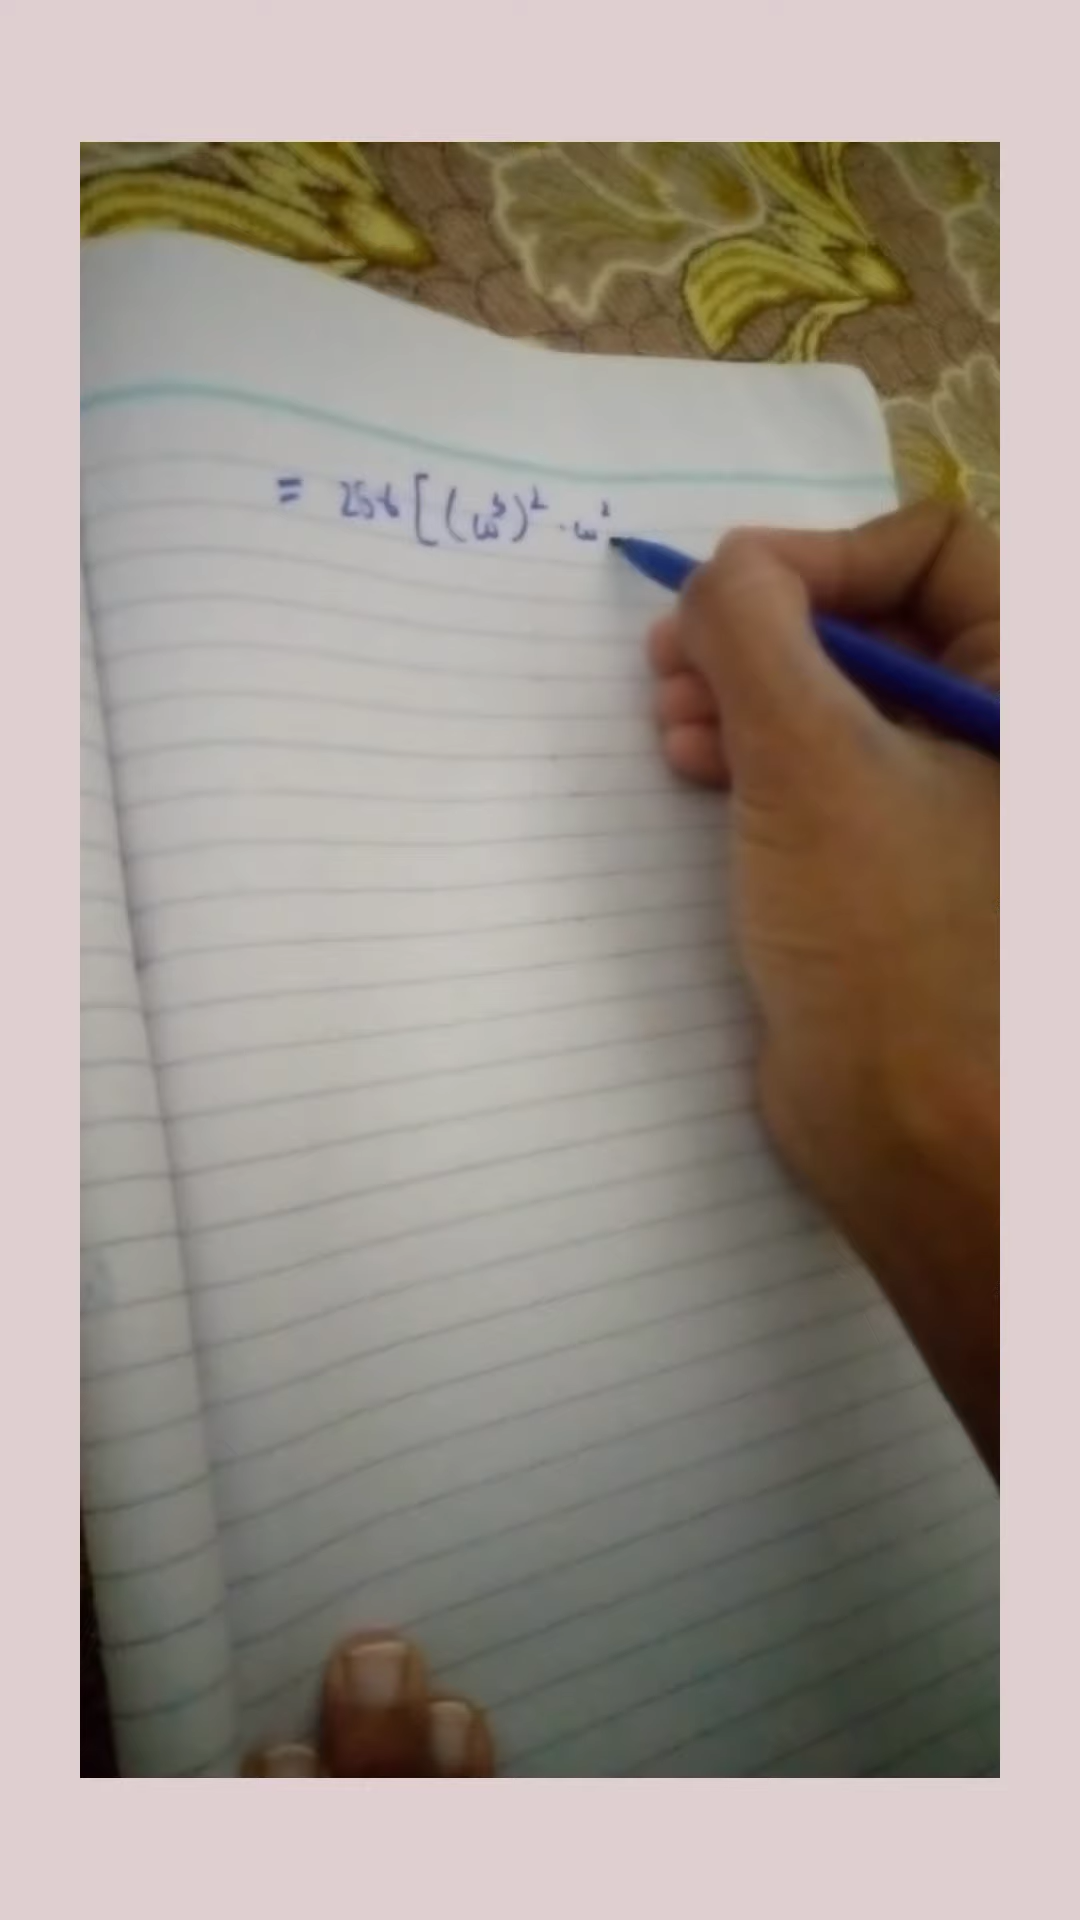 = 256 [(ω³)² · ω²